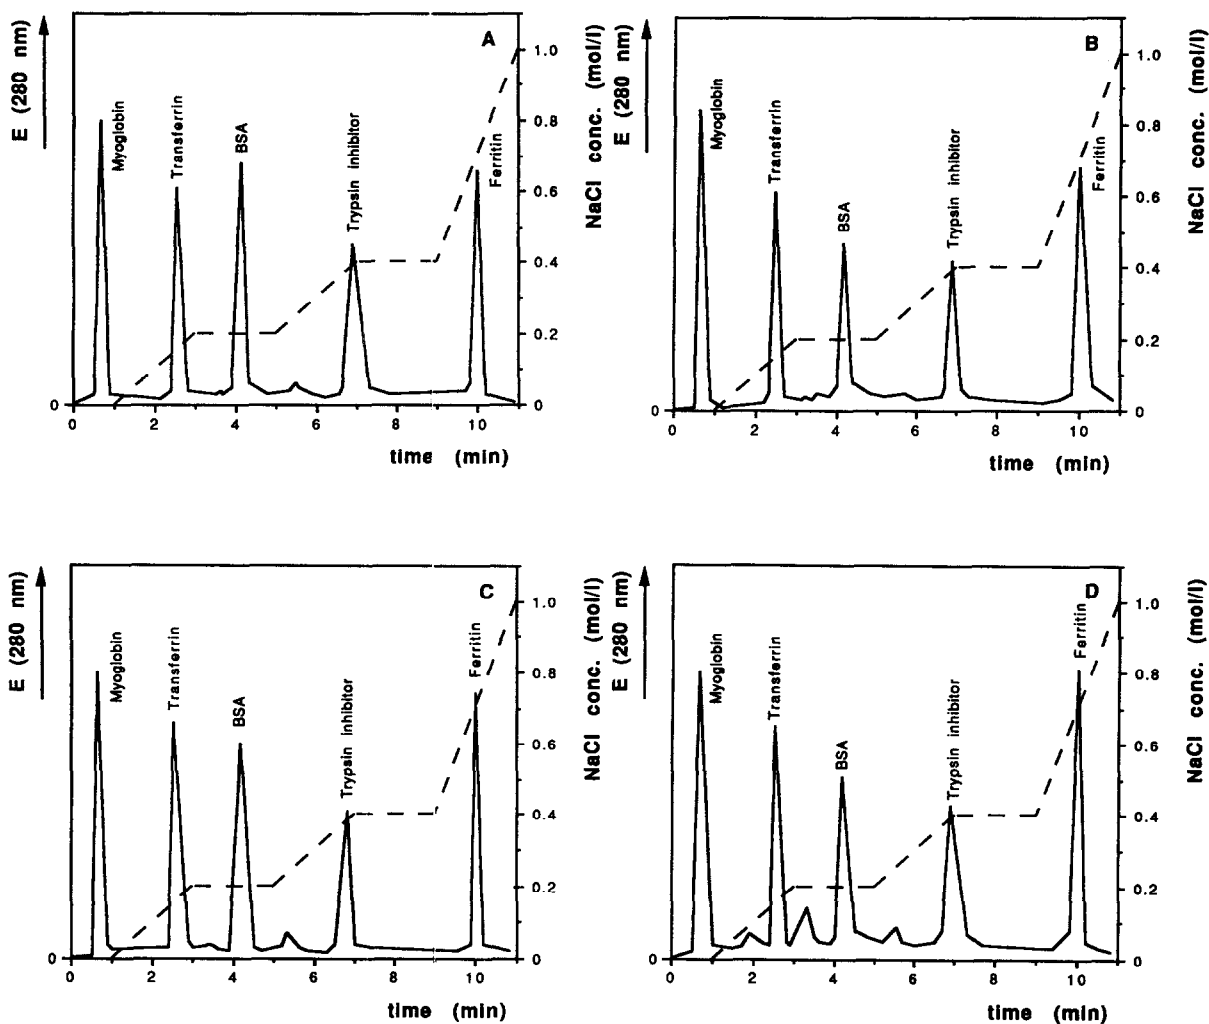 A
E (280 nm)
Myoglobin
Transferrin
BSA
Trypsin inhibitor
Ferritin
NaCl conc. (mol/l)
1.0
0.8
0.6
0.4
0.2
0
0
0 2 4 6 8 10
time (min)
B
E (280 nm)
Myoglobin
Transferrin
BSA
Trypsin inhibitor
Ferritin
NaCl conc. (mol/l)
1.0
0.8
0.6
0.4
0.2
0
0
0 2 4 6 8 10
time (min)
C
E (280 nm)
Myoglobin
Transferrin
BSA
Trypsin inhibitor
Ferritin
NaCl conc. (mol/l)
1.0
0.8
0.6
0.4
0.2
0
0
0 2 4 6 8 10
time (min)
D
E (280 nm)
Myoglobin
Transferrin
BSA
Trypsin inhibitor
Ferritin
NaCl conc. (mol/l)
1.0
0.8
0.6
0.4
0.2
0
0
0 2 4 6 8 10
time (min)